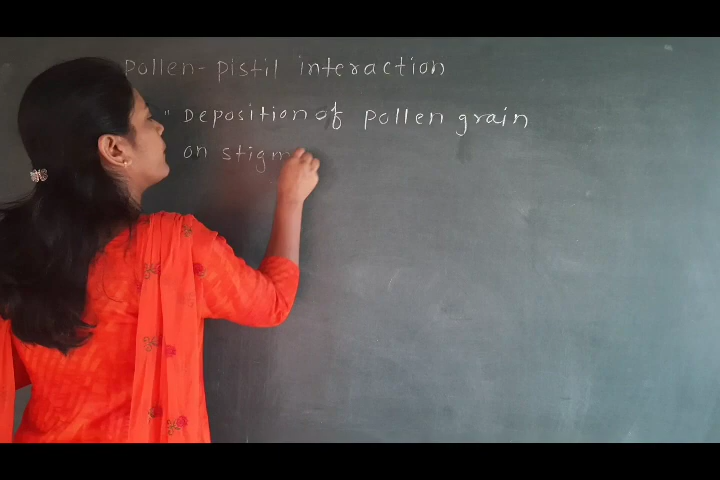 Pollen-pistil interaction
" Deposition of pollen grain
on stigm